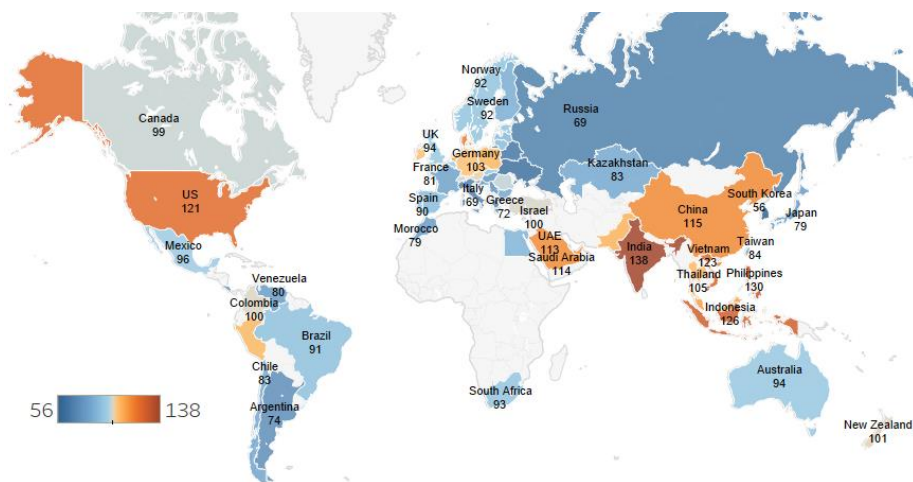 Norway
92
Sweden
92
Russia
69
Canada
99
UK
94
Germany
103
France
81
Kazakhstan
83
US
121
Spain
90
Italy
69
Greece
72
Israel
100
South Korea
56
China
115
Japan
79
Morocco
79
Mexico
96
UAE
113
Saudi Arabia
114
India
138
Vietnam
123
Taiwan
84
Venezuela
80
Thailand
105
Philippines
130
Colombia
100
Indonesia
126
Brazil
91
Chile
83
Australia
94
South Africa
93
56 138
Argentina
74
New Zealand
101